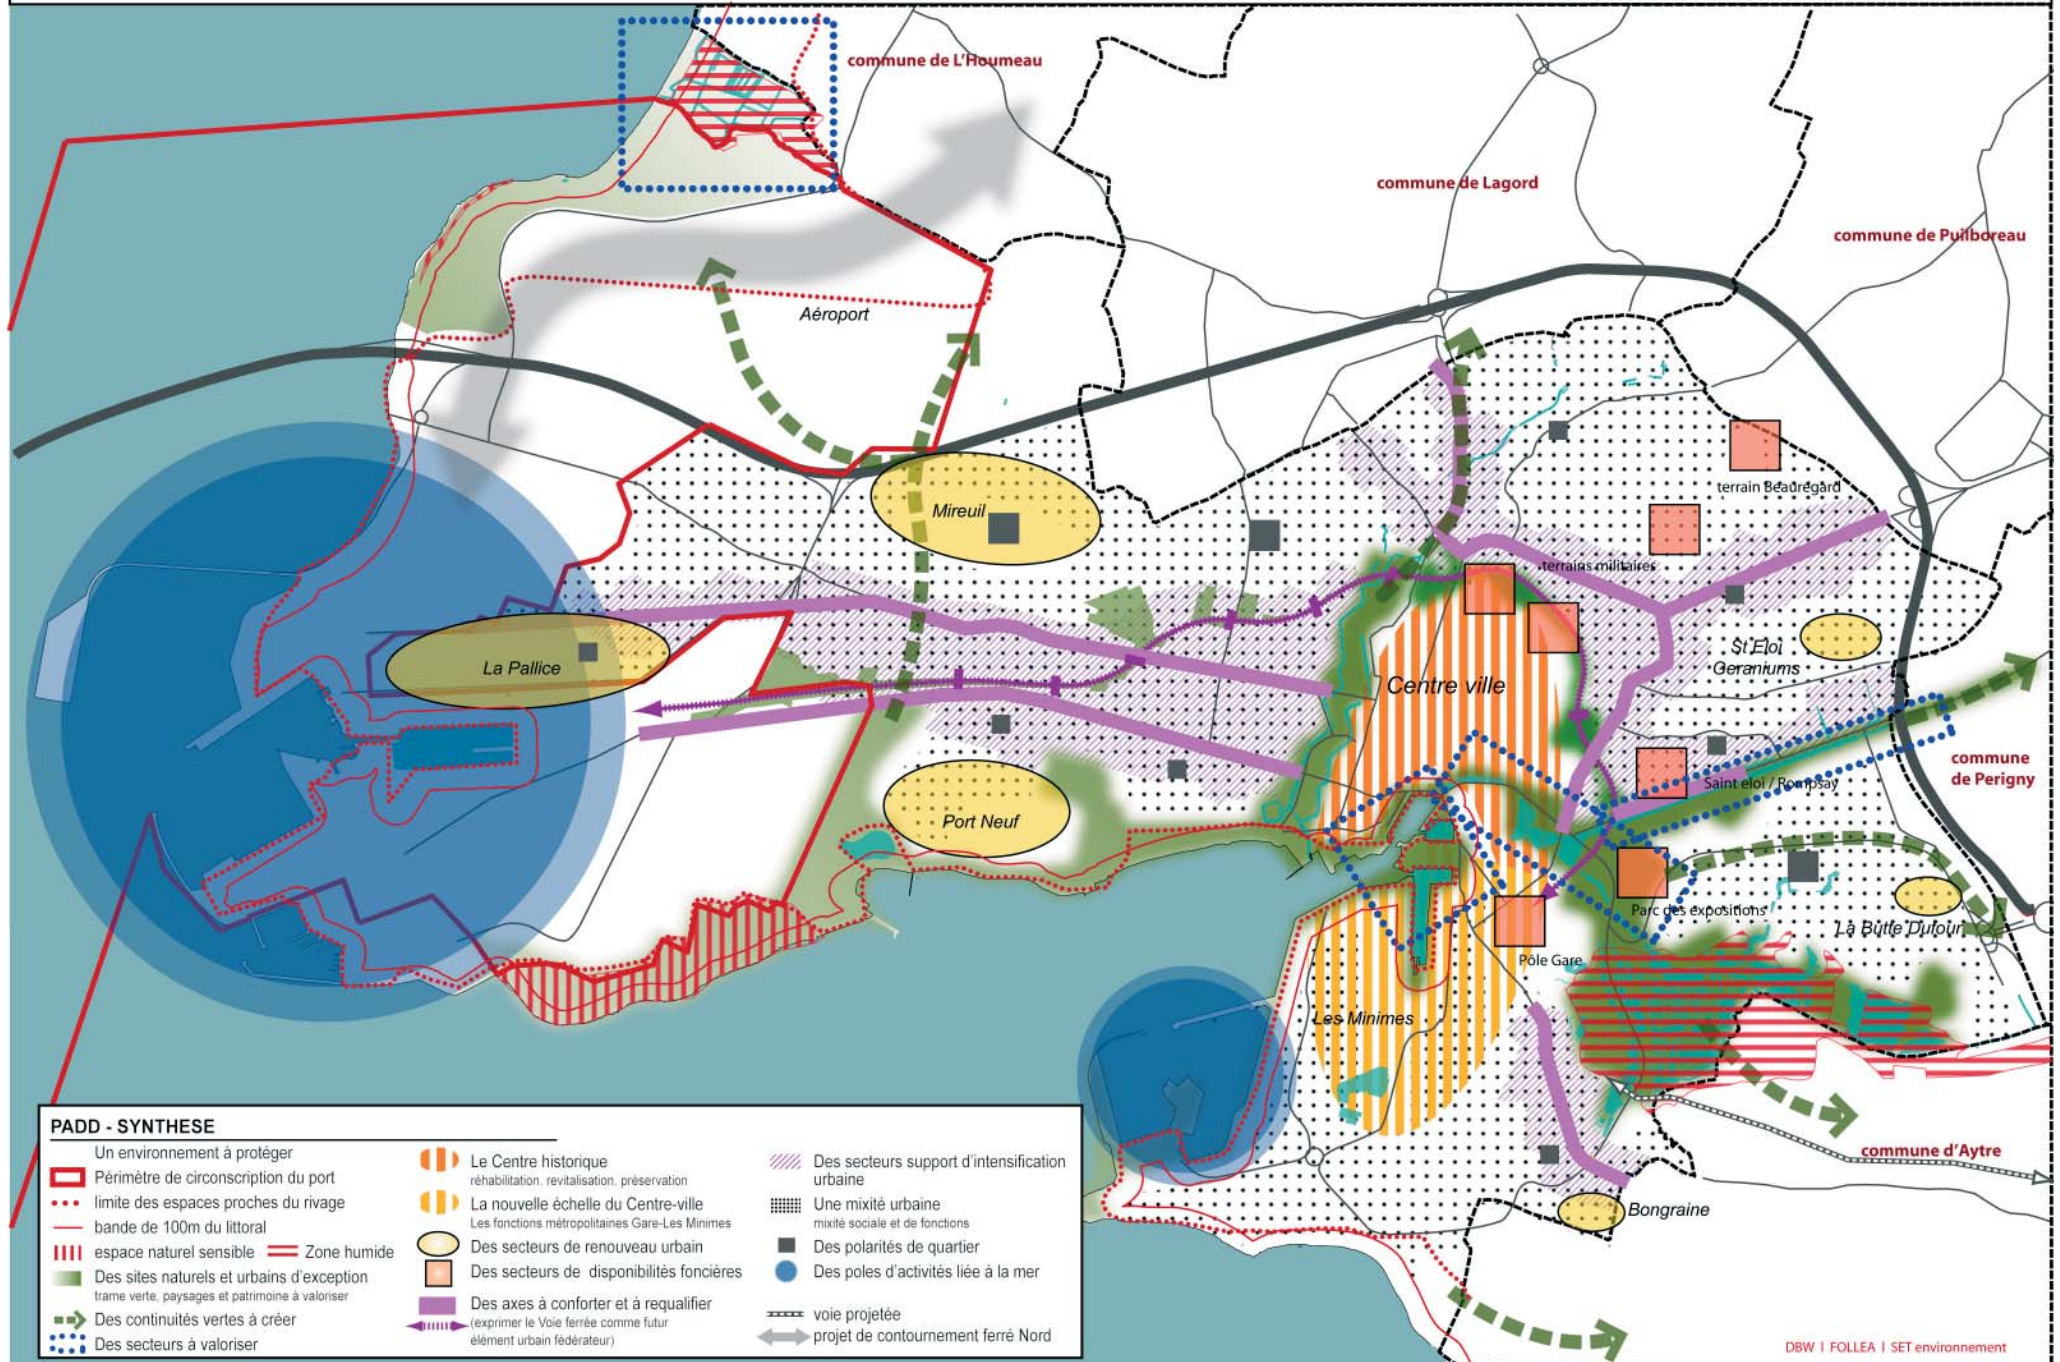 commune de L'Houmeau
commune de Lagord
commune de Puilboreau
Aéroport
terrain Beauregard
Mireuil
terrains militaires
St Eloi
Geraniums
La Pallice
Centre ville
commune
de Perigny
Saint eloi / Rompsay
Port Neuf
Parc des expositions
La Butte Dufour
Pôle Gare
Les Minimes
commune d'Aytre
Bongraine
PADD - SYNTHESE
Un environnement à protéger
Périmètre de circonscription du port
limite des espaces proches du rivage
bande de 100m du littoral
espace naturel sensible
Zone humide
Des sites naturels et urbains d'exception
trame verte, paysages et patrimoine à valoriser
Des continuités vertes à créer
Des secteurs à valoriser
Le Centre historique
réhabilitation, revitalisation, préservation
La nouvelle échelle du Centre-ville
Les fonctions métropolitaines Gare-Les Minimes
Des secteurs de renouveau urbain
Des secteurs de disponibilités foncières
Des axes à conforter et à requalifier
(exprimer le Voie ferrée comme futur
élément urbain fédérateur)
Des secteurs support d'intensification
urbaine
Une mixité urbaine
mixité sociale et de fonctions
Des polarités de quartier
Des poles d'activités liée à la mer
voie projetée
projet de contournement ferré Nord
DBW I FOLLEA I SET environnement